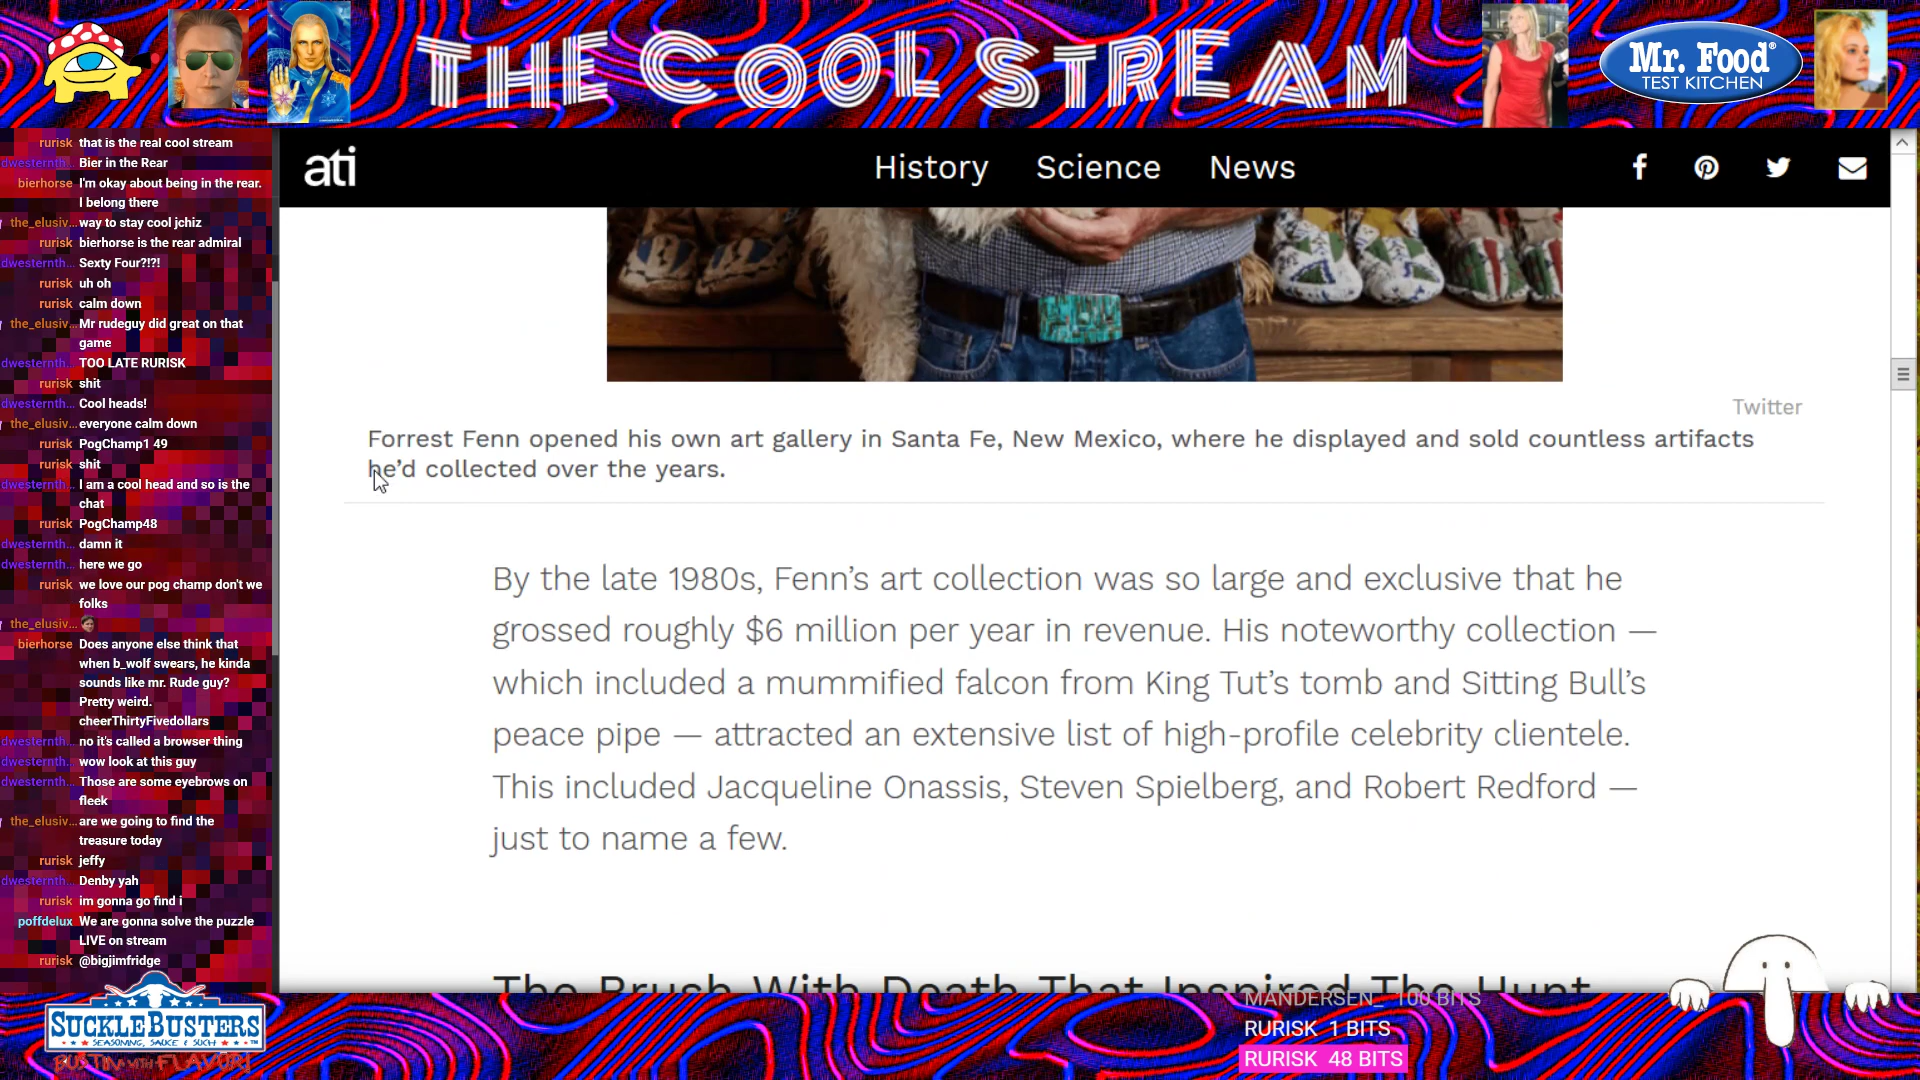 THE COOL STREAM
Mr. Food®
TEST KITCHEN
rurisk that is the real cool stream
dwesternth... Bier in the Rear
bierhorse I'm okay about being in the rear.
I belong there
the_elusiv... way to stay cool jchiz
rurisk bierhorse is the rear admiral
dwesternth... Sexty Four?!?!
rurisk uh oh
rurisk calm down
the_elusiv... Mr rudeguy did great on that
game
dwesternth... TOO LATE RURISK
rurisk shit
dwesternth... Cool heads!
the_elusiv... everyone calm down
rurisk PogChamp1 49
rurisk shit
dwesternth... I am a cool head and so is the
chat
rurisk PogChamp48
dwesternth... damn it
dwesternth... here we go
rurisk we love our pog champ don't we
folks
the_elusiv...
bierhorse Does anyone else think that
when b_wolf swears, he kinda
sounds like mr. Rude guy?
Pretty weird.
cheerThirtyFivedollars
dwesternth... no it's called a browser thing
dwesternth... wow look at this guy
dwesternth... Those are some eyebrows on
fleek
the_elusiv... are we going to find the
treasure today
rurisk jeffy
dwesternth... Denby yah
rurisk im gonna go find i
poffdelux We are gonna solve the puzzle
LIVE on stream
rurisk @bigjimfridge
ati
History Science News
Twitter
Forrest Fenn opened his own art gallery in Santa Fe, New Mexico, where he displayed and sold countless artifacts
he’d collected over the years.
By the late 1980s, Fenn’s art collection was so large and exclusive that he
grossed roughly $6 million per year in revenue. His noteworthy collection —
which included a mummified falcon from King Tut’s tomb and Sitting Bull’s
peace pipe — attracted an extensive list of high-profile celebrity clientele.
This included Jacqueline Onassis, Steven Spielberg, and Robert Redford —
just to name a few.
The Brush With Death That Inspired The Hunt
SUCKLEBUSTERS
SEASONING, SAUCE & SUCH
BUSTIN WITH FLAVOR!
MANDERSEN_ 100 BITS
RURISK 1 BITS
RURISK 48 BITS